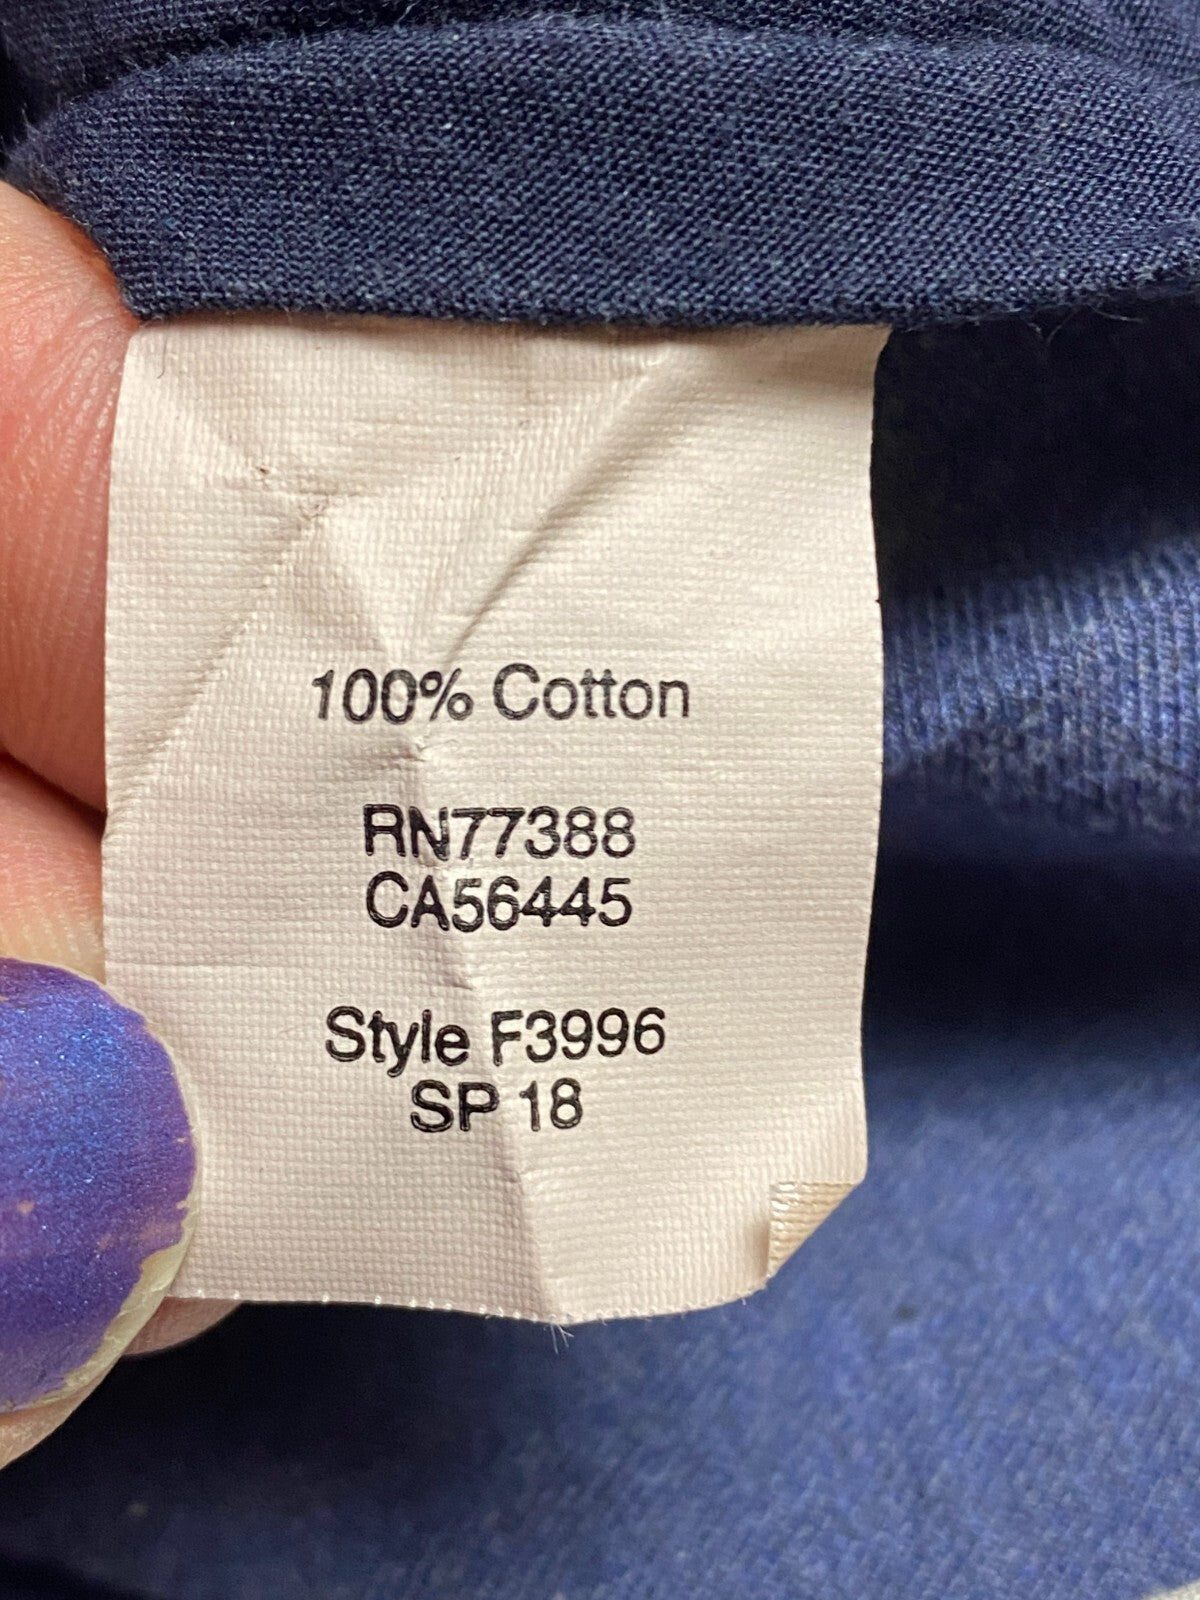 100% Cotton
RN77388
CA56445
Style F3996
SP 18